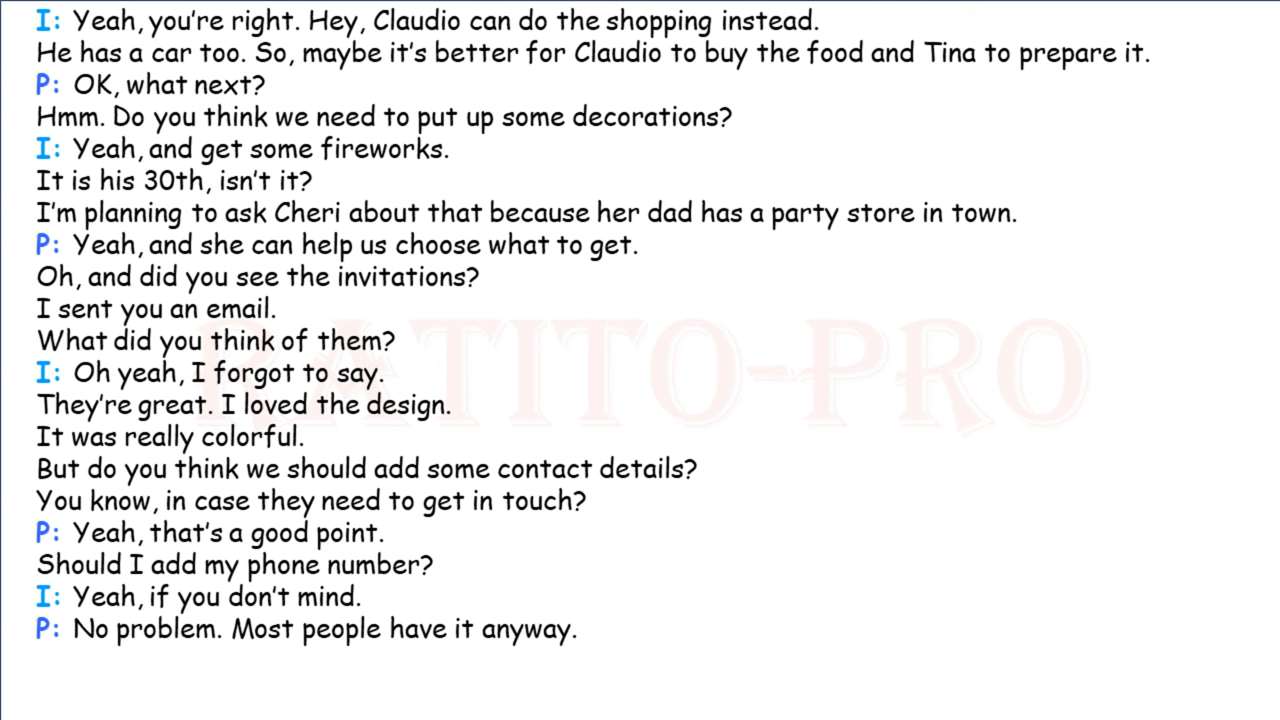 I: Yeah, you're right. Hey, Claudio can do the shopping instead.
He has a car too. So, maybe it's better for Claudio to buy the food and Tina to prepare it.
P: OK, what next?
Hmm. Do you think we need to put up some decorations?
I: Yeah, and get some fireworks.
It is his 30th, isn't it?
I'm planning to ask Cheri about that because her dad has a party store in town.
P: Yeah, and she can help us choose what to get.
Oh, and did you see the invitations?
I sent you an email.
What did you think of them?
RATITO-PRO
I: Oh yeah, I forgot to say.
They're great. I loved the design.
It was really colorful.
But do you think we should add some contact details?
You know, in case they need to get in touch?
P: Yeah, that's a good point.
Should I add my phone number?
I: Yeah, if you don't mind.
P: No problem. Most people have it anyway.